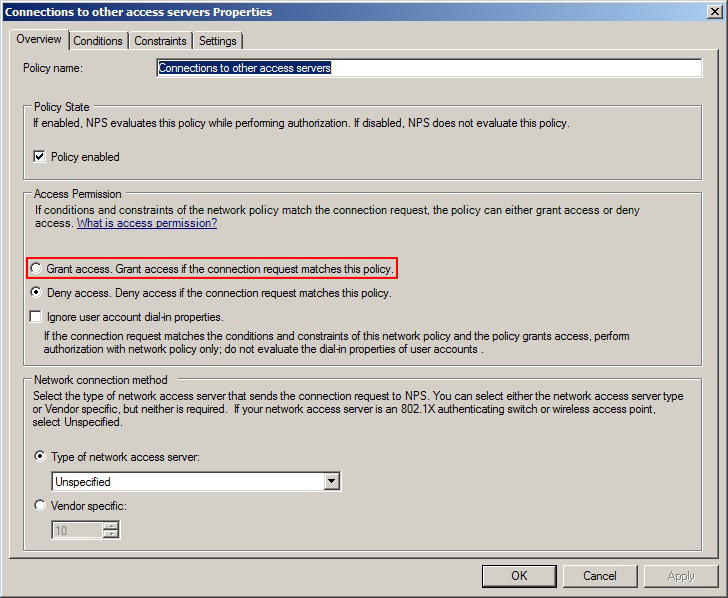 Connections to other access servers Properties
Overview Conditions Constraints Settings
Policy name: Connections to other access servers
Policy State
If enabled, NPS evaluates this policy while performing authorization. If disabled, NPS does not evaluate this policy.
Policy enabled
Access Permission
If conditions and constraints of the network policy match the connection request, the policy can either grant access or deny
access. What is access permission?
Grant access. Grant access if the connection request matches this policy.
Deny access. Deny access if the connection request matches this policy.
Ignore user account dial-in properties.
If the connection request matches the conditions and constraints of this network policy and the policy grants access, perform
authorization with network policy only; do not evaluate the dial-in properties of user accounts .
Network connection method
Select the type of network access server that sends the connection request to NPS. You can select either the network access server type
or Vendor specific, but neither is required.  If your network access server is an 802.1X authenticating switch or wireless access point,
select Unspecified.
Type of network access server:
Unspecified
Vendor specific:
10
OK Cancel Apply